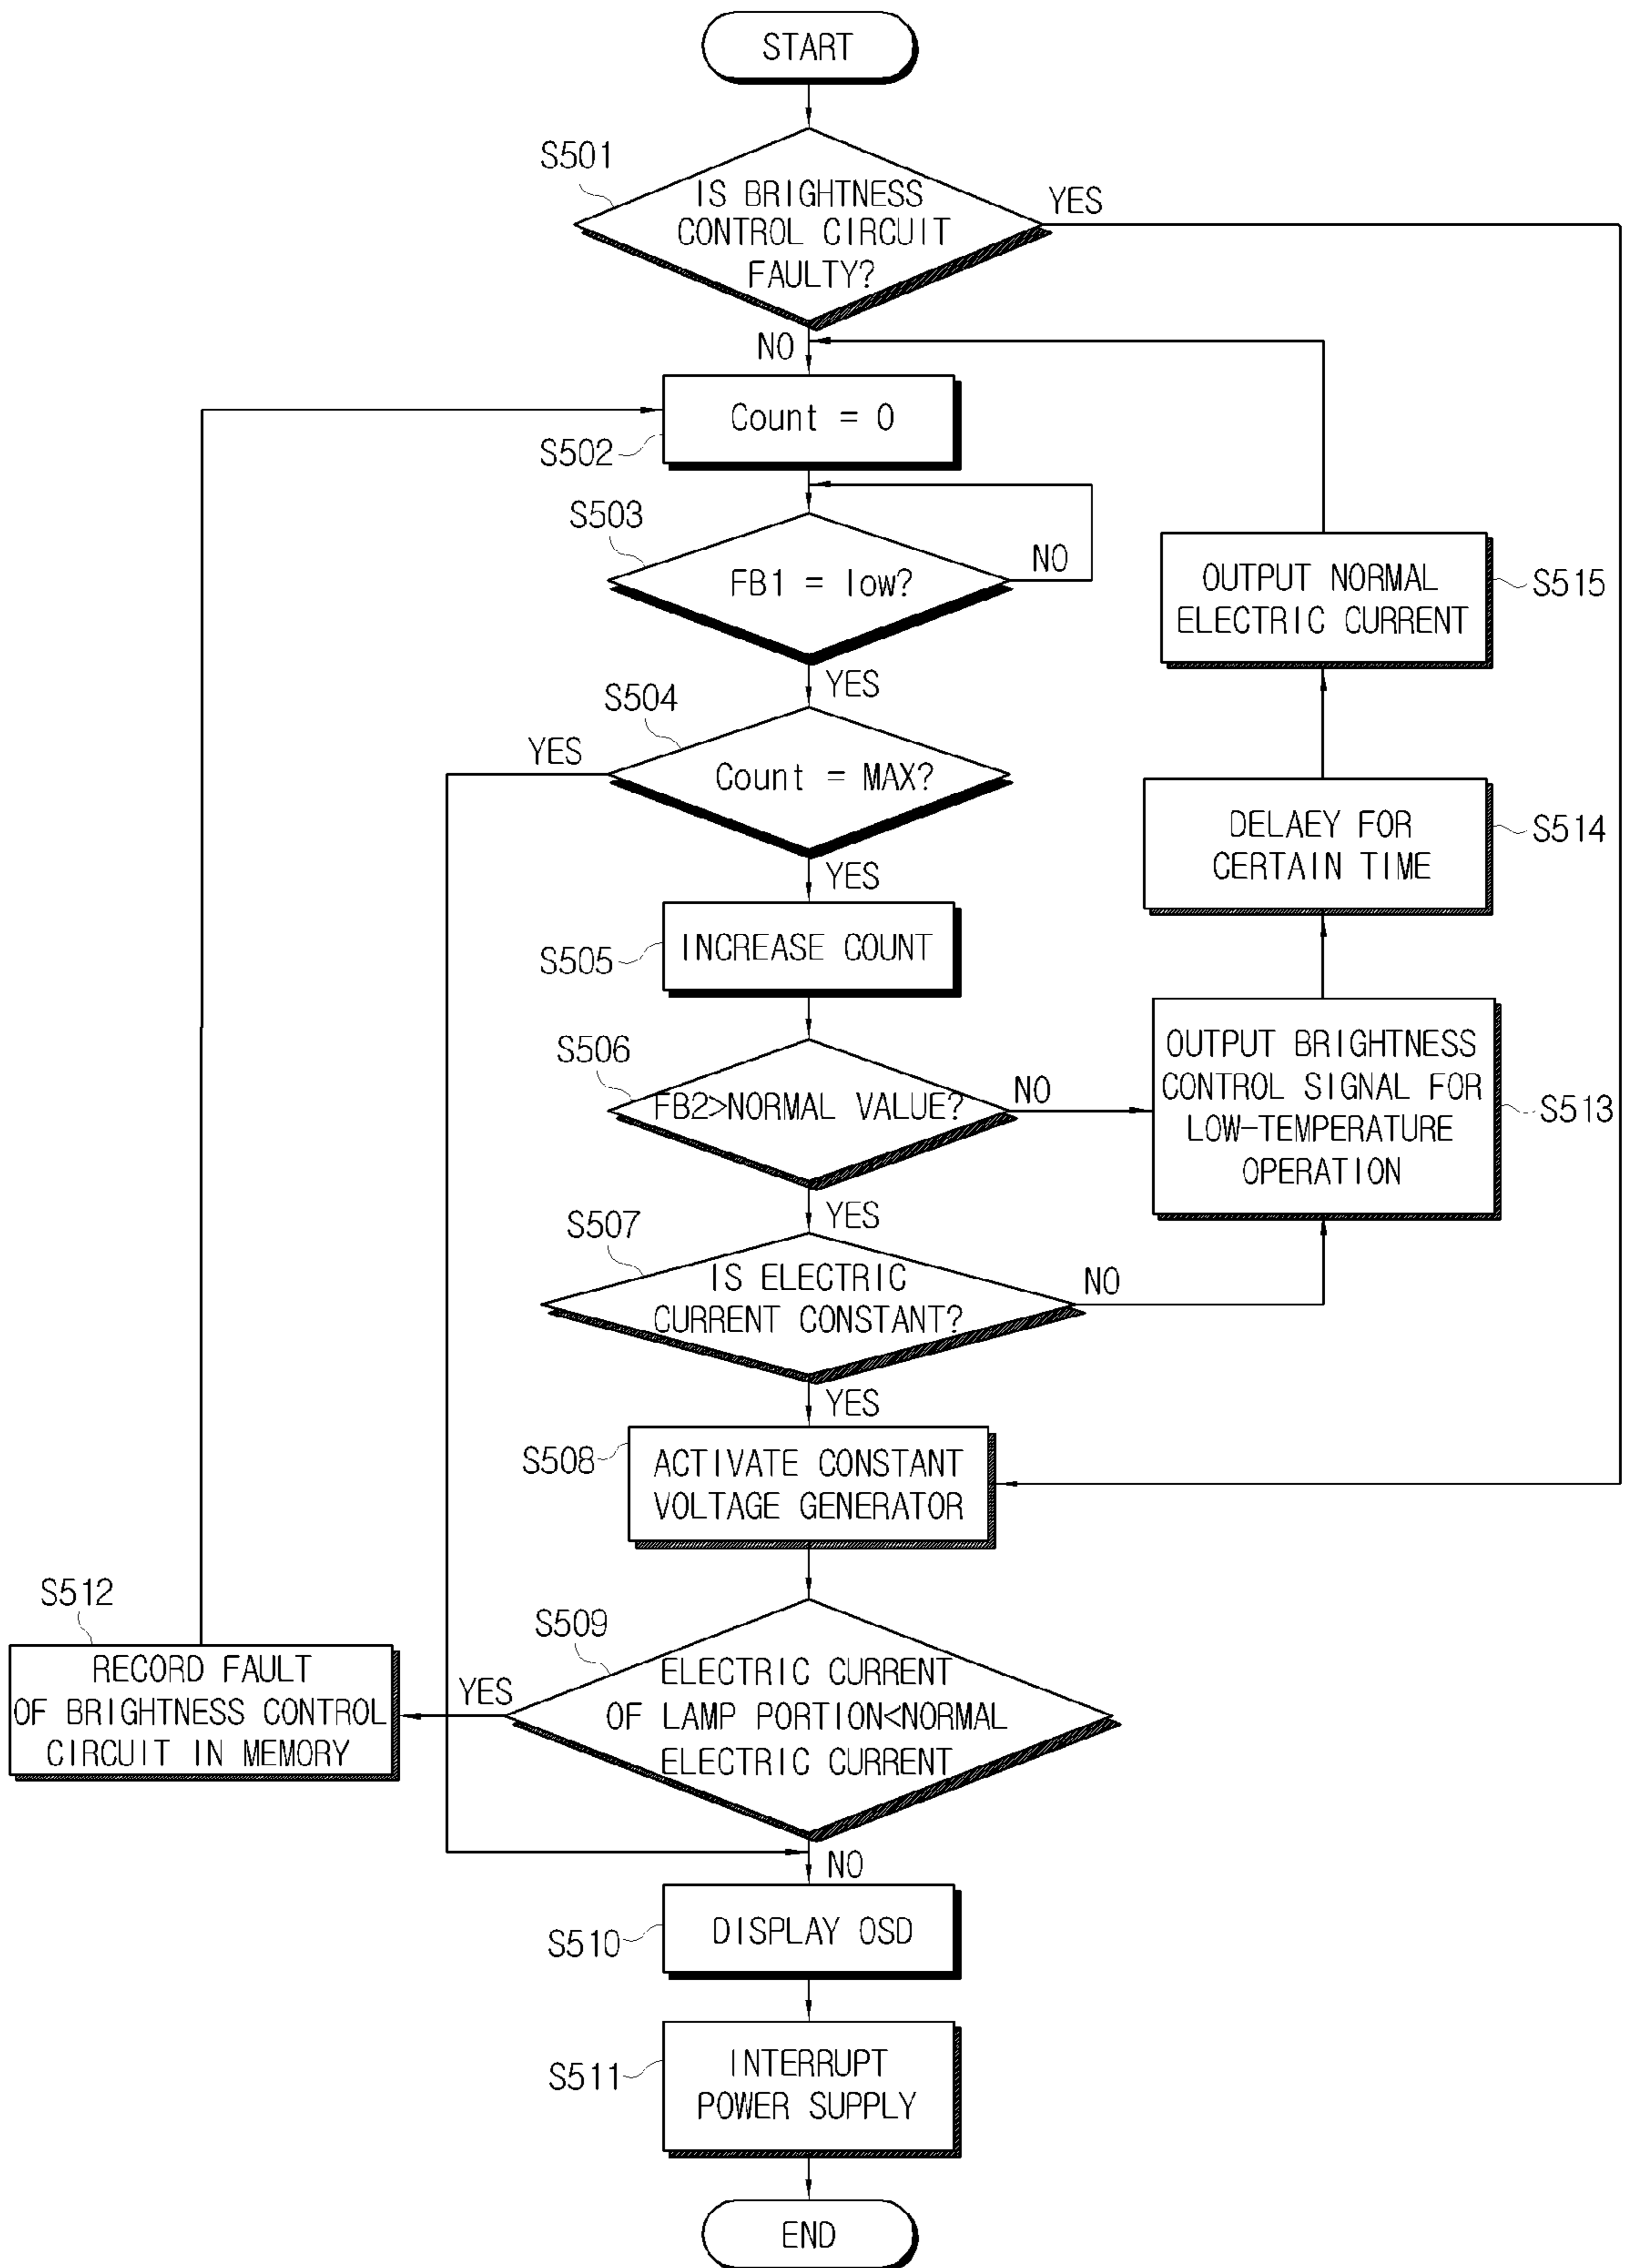 START
S501
IS BRIGHTNESS
CONTROL CIRCUIT
FAULTY?
YES
NO
Count = 0
S502
S503
FB1 = low?
NO
YES
S504
YES
Count = MAX?
YES
S505
INCREASE COUNT
S506
FB2>NORMAL VALUE?
NO
YES
S507
IS ELECTRIC
CURRENT CONSTANT?
NO
YES
S508
ACTIVATE CONSTANT
VOLTAGE GENERATOR
S509
ELECTRIC CURRENT
OF LAMP PORTION<NORMAL
ELECTRIC CURRENT
YES
NO
S512
RECORD FAULT
OF BRIGHTNESS CONTROL
CIRCUIT IN MEMORY
S510
DISPLAY OSD
S511
INTERRUPT
POWER SUPPLY
END
OUTPUT NORMAL
ELECTRIC CURRENT
S515
DELAEY FOR
CERTAIN TIME
S514
OUTPUT BRIGHTNESS
CONTROL SIGNAL FOR
LOW-TEMPERATURE
OPERATION
S513